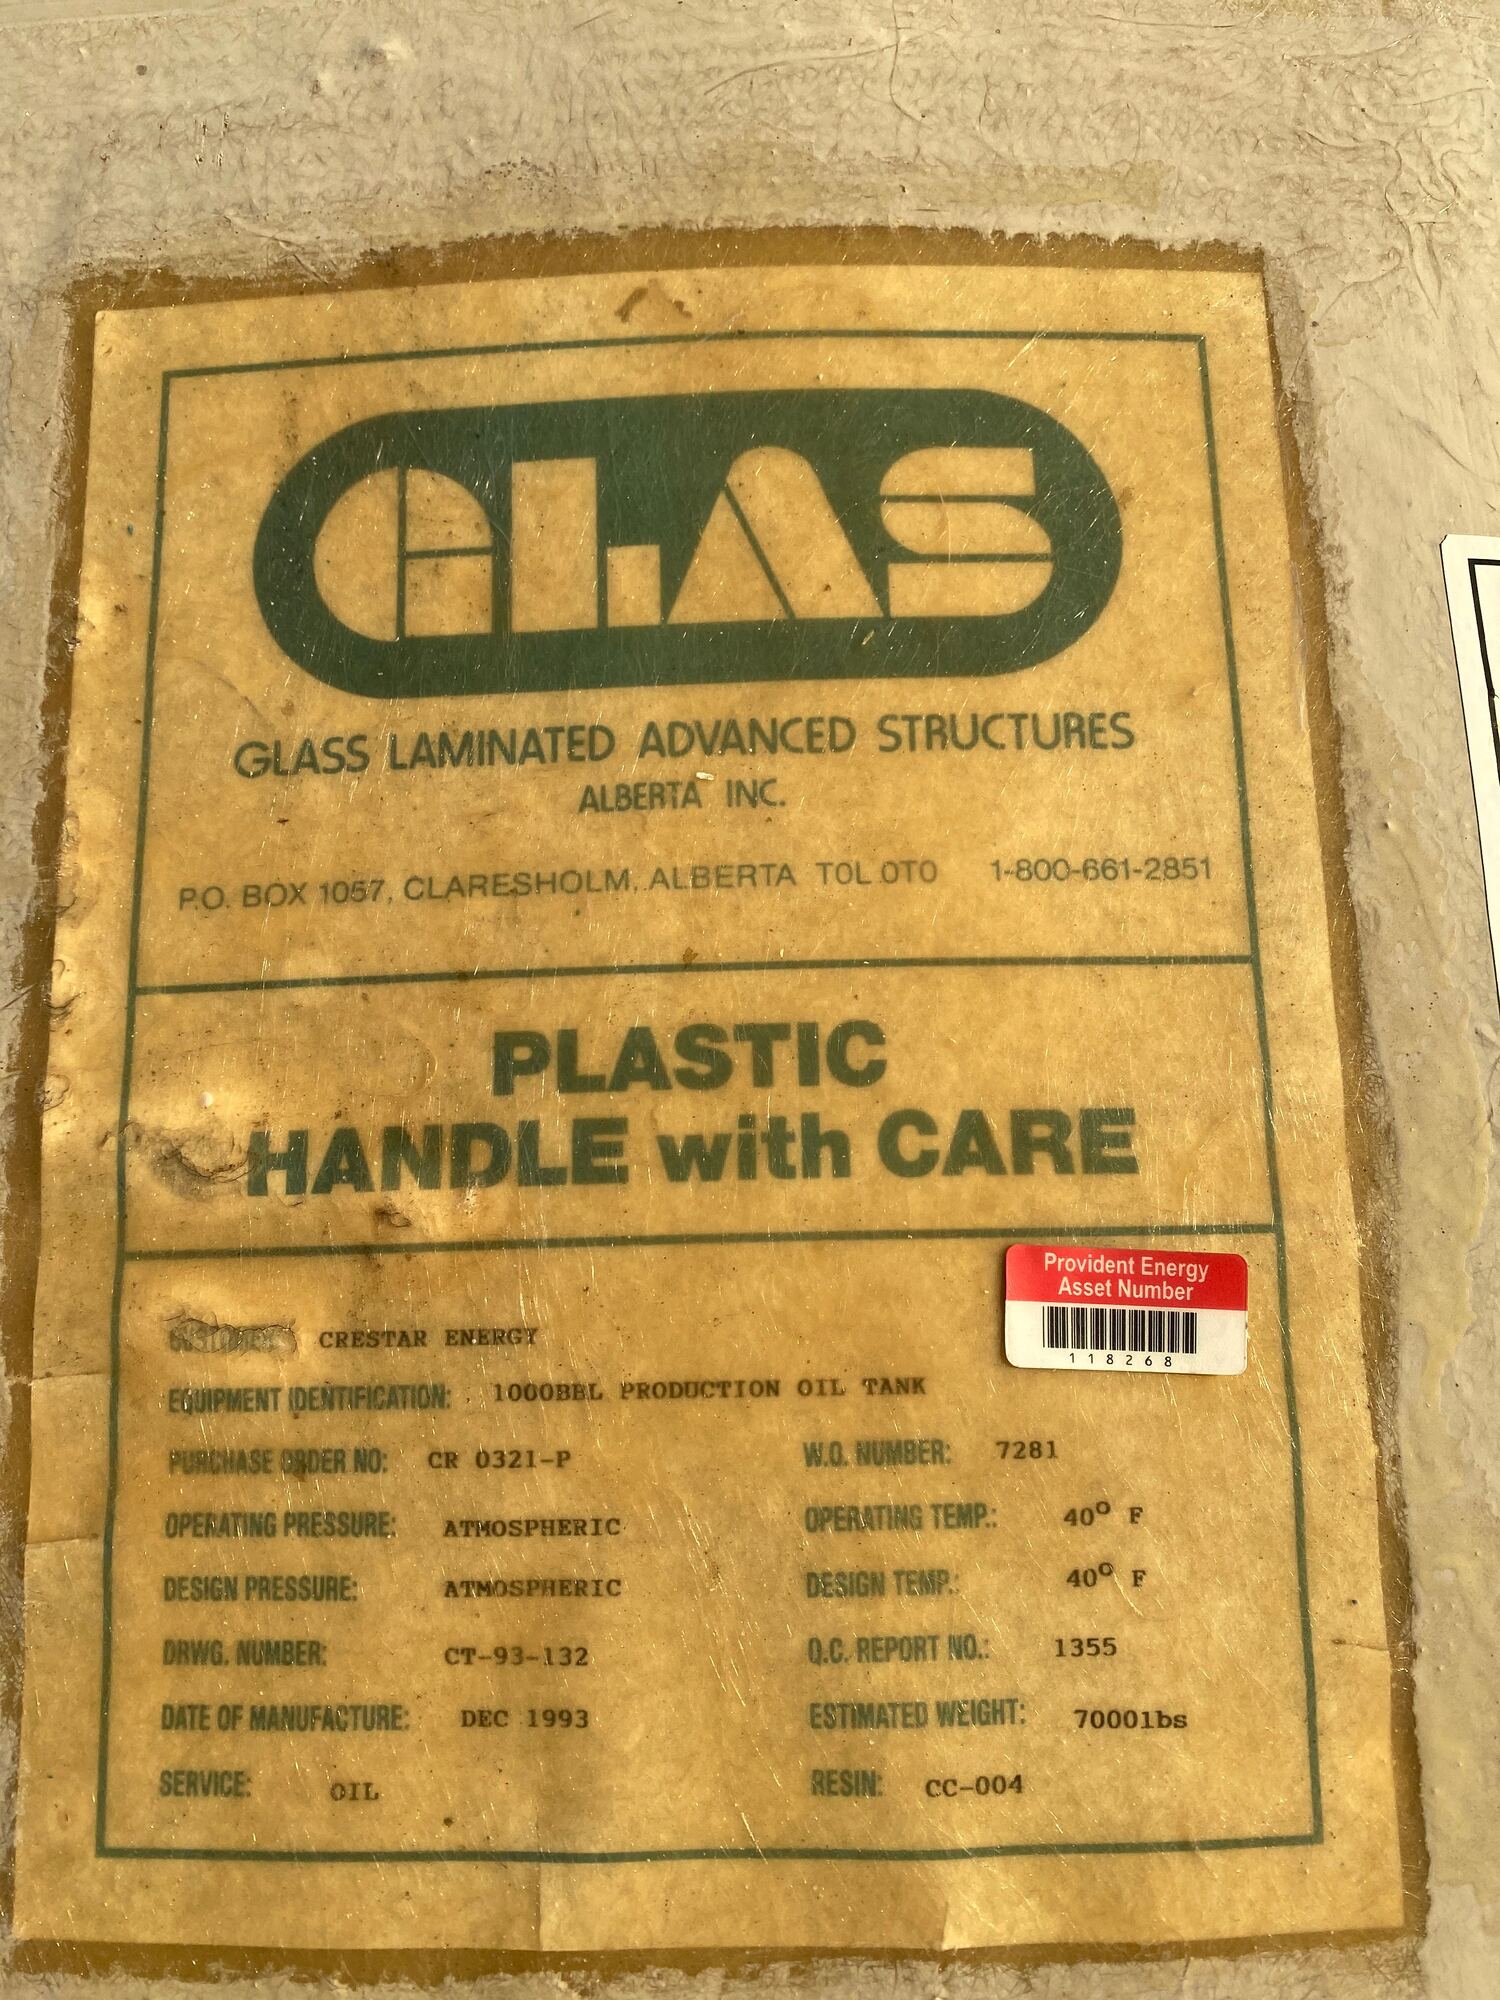 GLAS
GLASS LAMINATED ADVANCED STRUCTURES
ALBERTA INC.
P.O. BOX 1057, CLARESHOLM, ALBERTA T0L 0T0 1-800-661-2851
PLASTIC
HANDLE with CARE
Provident Energy
Asset Number
118268
CUSTOMER: CRESTAR ENERGY
EQUIPMENT IDENTIFICATION: 1000BBL PRODUCTION OIL TANK
PURCHASE ORDER NO: CR 0321-P W.O. NUMBER: 7281
OPERATING PRESSURE: ATMOSPHERIC OPERATING TEMP.: 40º F
DESIGN PRESSURE: ATMOSPHERIC DESIGN TEMP.: 40º F
DRWG. NUMBER: CT-93-132 Q.C. REPORT NO.: 1355
DATE OF MANUFACTURE: DEC 1993 ESTIMATED WEIGHT: 7000lbs
SERVICE: OIL RESIN: CC-004